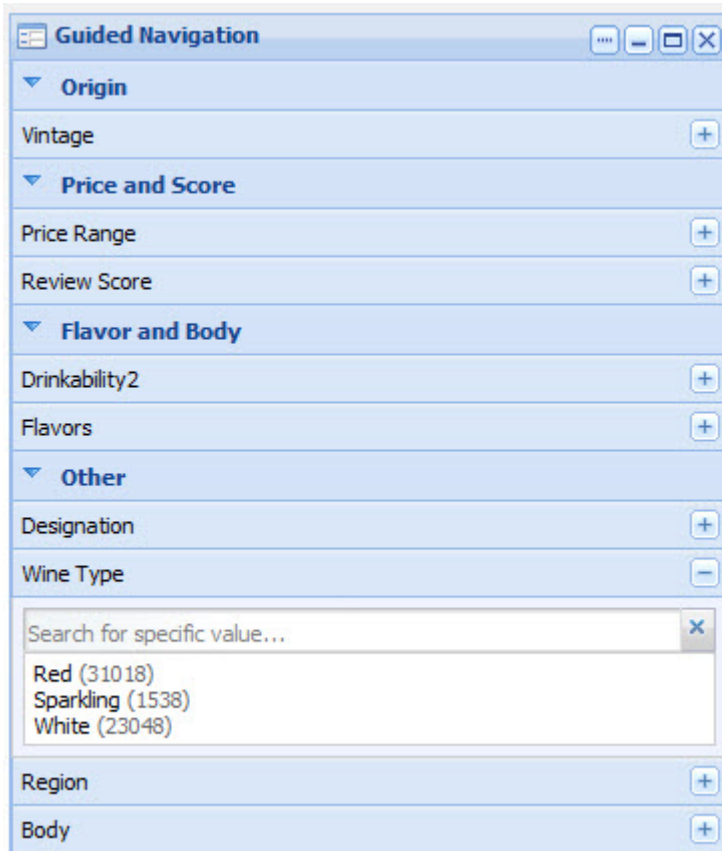 Guided Navigation
Origin
Vintage
Price and Score
Price Range
Review Score
Flavor and Body
Drinkability2
Flavors
Other
Designation
Wine Type
Search for specific value...
Red (31018)
Sparkling (1538)
White (23048)
Region
Body